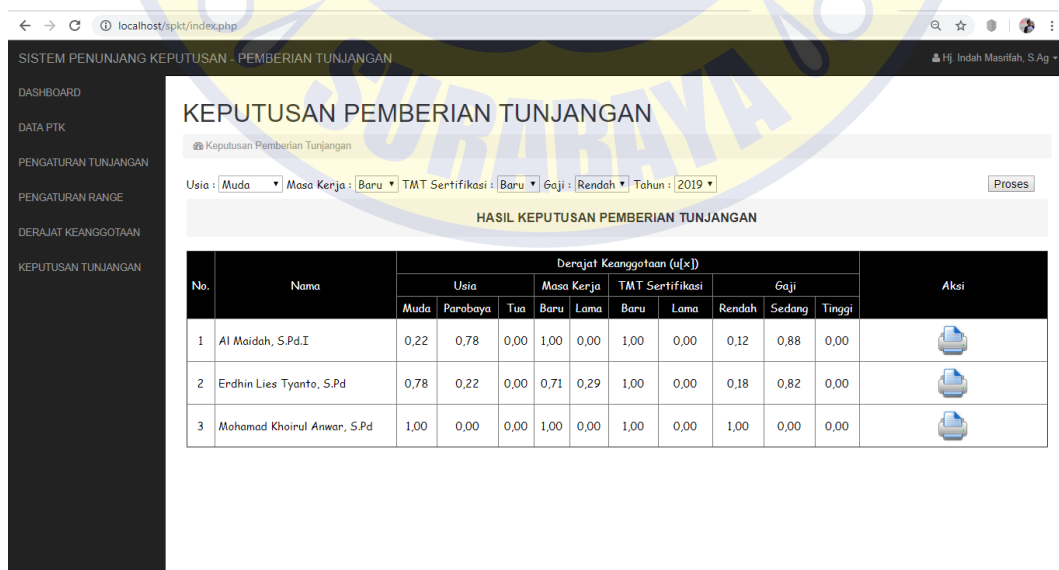 localhost/spkt/index.php
SISTEM PENUNJANG KEPUTUSAN - PEMBERIAN TUNJANGAN
Hj. Indah Masrifah, S.Ag
DASHBOARD
DATA PTK
PENGATURAN TUNJANGAN
PENGATURAN RANGE
DERAJAT KEANGGOTAAN
KEPUTUSAN TUNJANGAN
SURABAYA
KEPUTUSAN PEMBERIAN TUNJANGAN
Keputusan Pemberian Tunjangan
Usia : Muda Masa Kerja : Baru TMT Sertifikasi : Baru Gaji : Rendah Tahun : 2019 Proses
HASIL KEPUTUSAN PEMBERIAN TUNJANGAN
No. Nama Derajat Keanggotaan (u[x]) Aksi
Usia Masa Kerja TMT Sertifikasi Gaji
Muda Parobaya Tua Baru Lama Baru Lama Rendah Sedang Tinggi
1 Al Maidah, S.Pd.I 0,22 0,78 0,00 1,00 0,00 1,00 0,00 0,12 0,88 0,00
2 Erdhin Lies Tyanto, S.Pd 0,78 0,22 0,00 0,71 0,29 1,00 0,00 0,18 0,82 0,00
3 Mohamad Khoirul Anwar, S.Pd 1,00 0,00 0,00 1,00 0,00 1,00 0,00 1,00 0,00 0,00